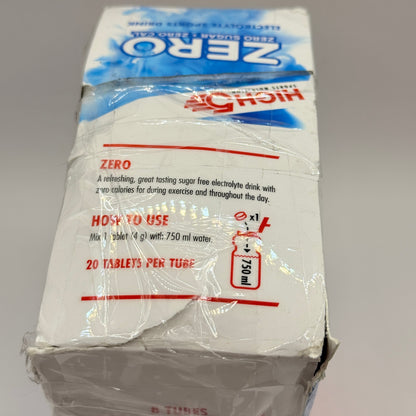 ELECTROLYTE SPORTS DRINK
ZERO SUGAR • ZERO CAL
ZERO
HIGH5
SPORTS NUTRITION
ZERO
A refreshing, great tasting sugar free electrolyte drink with
zero calories for during exercise and throughout the day.
HOW TO USE
Mix 1 tablet (4 g) with 750 ml water.
20 TABLETS PER TUBE
x1
750 ml
8 TUBES